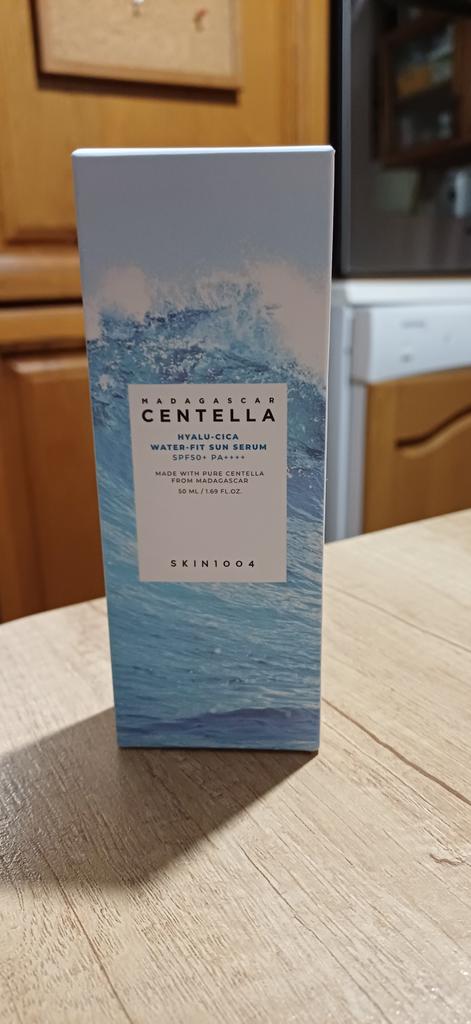 MADAGASCAR
CENTELLA
HYALU-CICA
WATER-FIT SUN SERUM
SPF50+ PA++++
MADE WITH PURE CENTELLA
FROM MADAGASCAR
50 ML / 1.69 FL.OZ.
SKIN1004